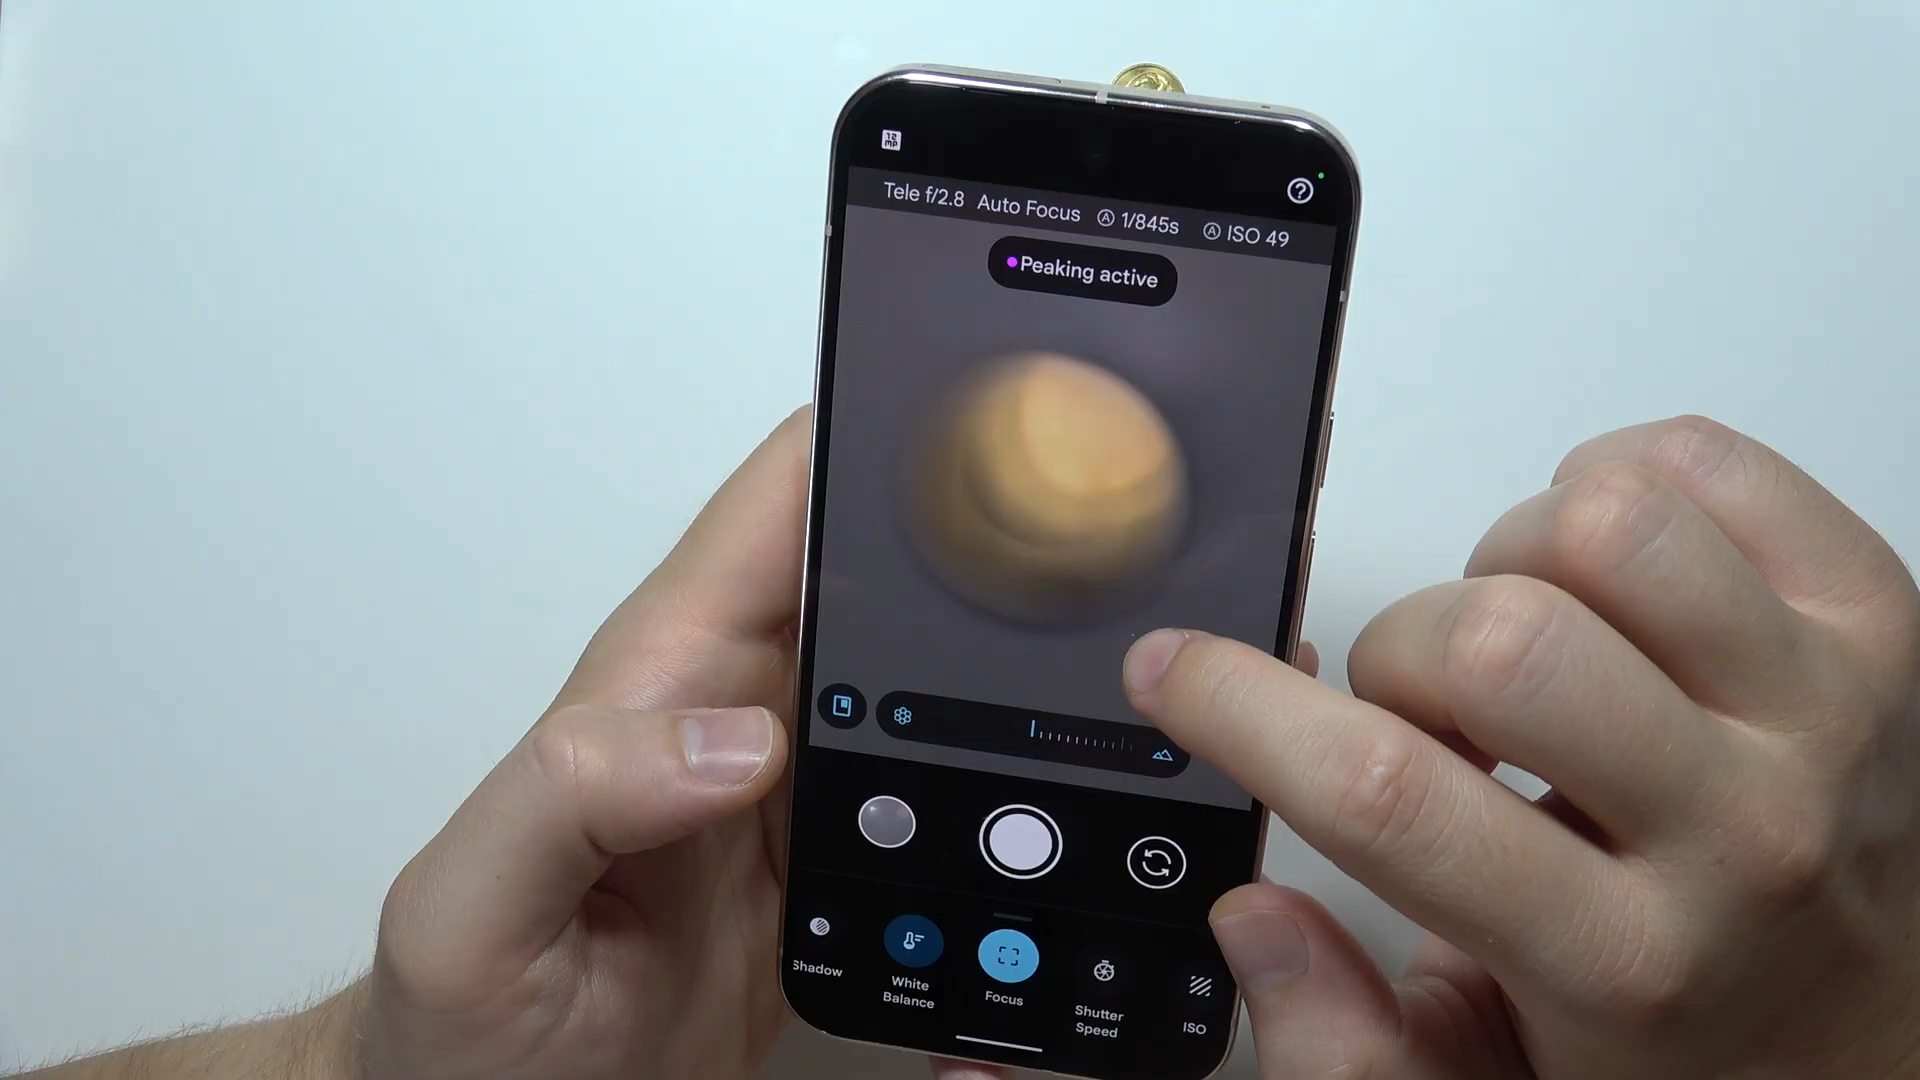 12
MP
Tele f/2.8 Auto Focus A 1/845s A ISO 49
Peaking active
Shadow
White
Balance
Focus
Shutter
Speed
ISO